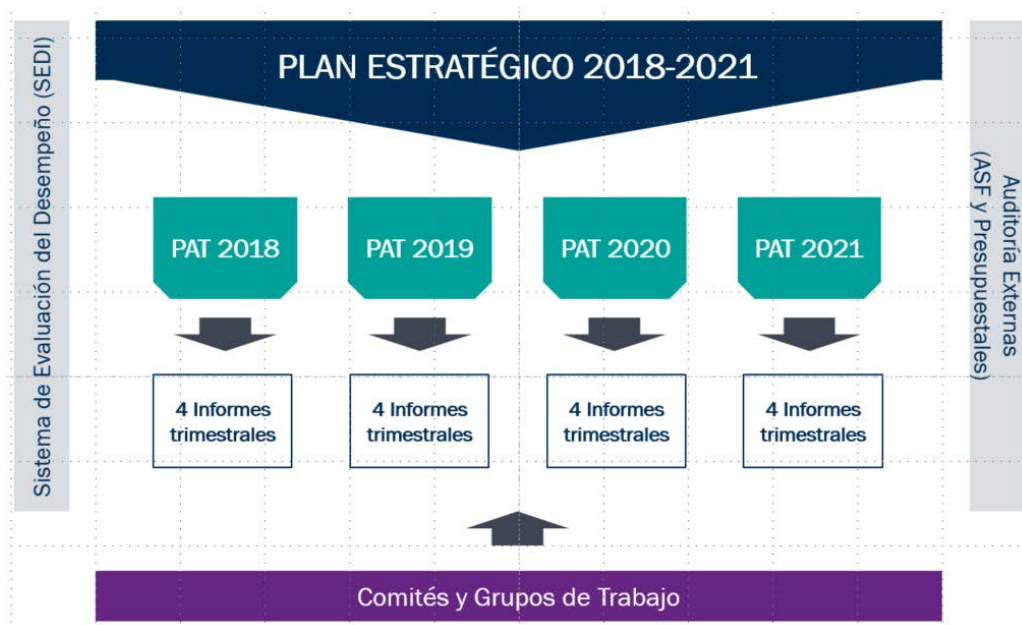 PLAN ESTRATÉGICO 2018-2021
Sistema de Evaluación del Desempeño (SEDI)
PAT 2018
PAT 2019
PAT 2020
PAT 2021
4 Informes
trimestrales
4 Informes
trimestrales
4 Informes
trimestrales
4 Informes
trimestrales
Auditoría Externas
(ASF y Presupuestales)
Comités y Grupos de Trabajo